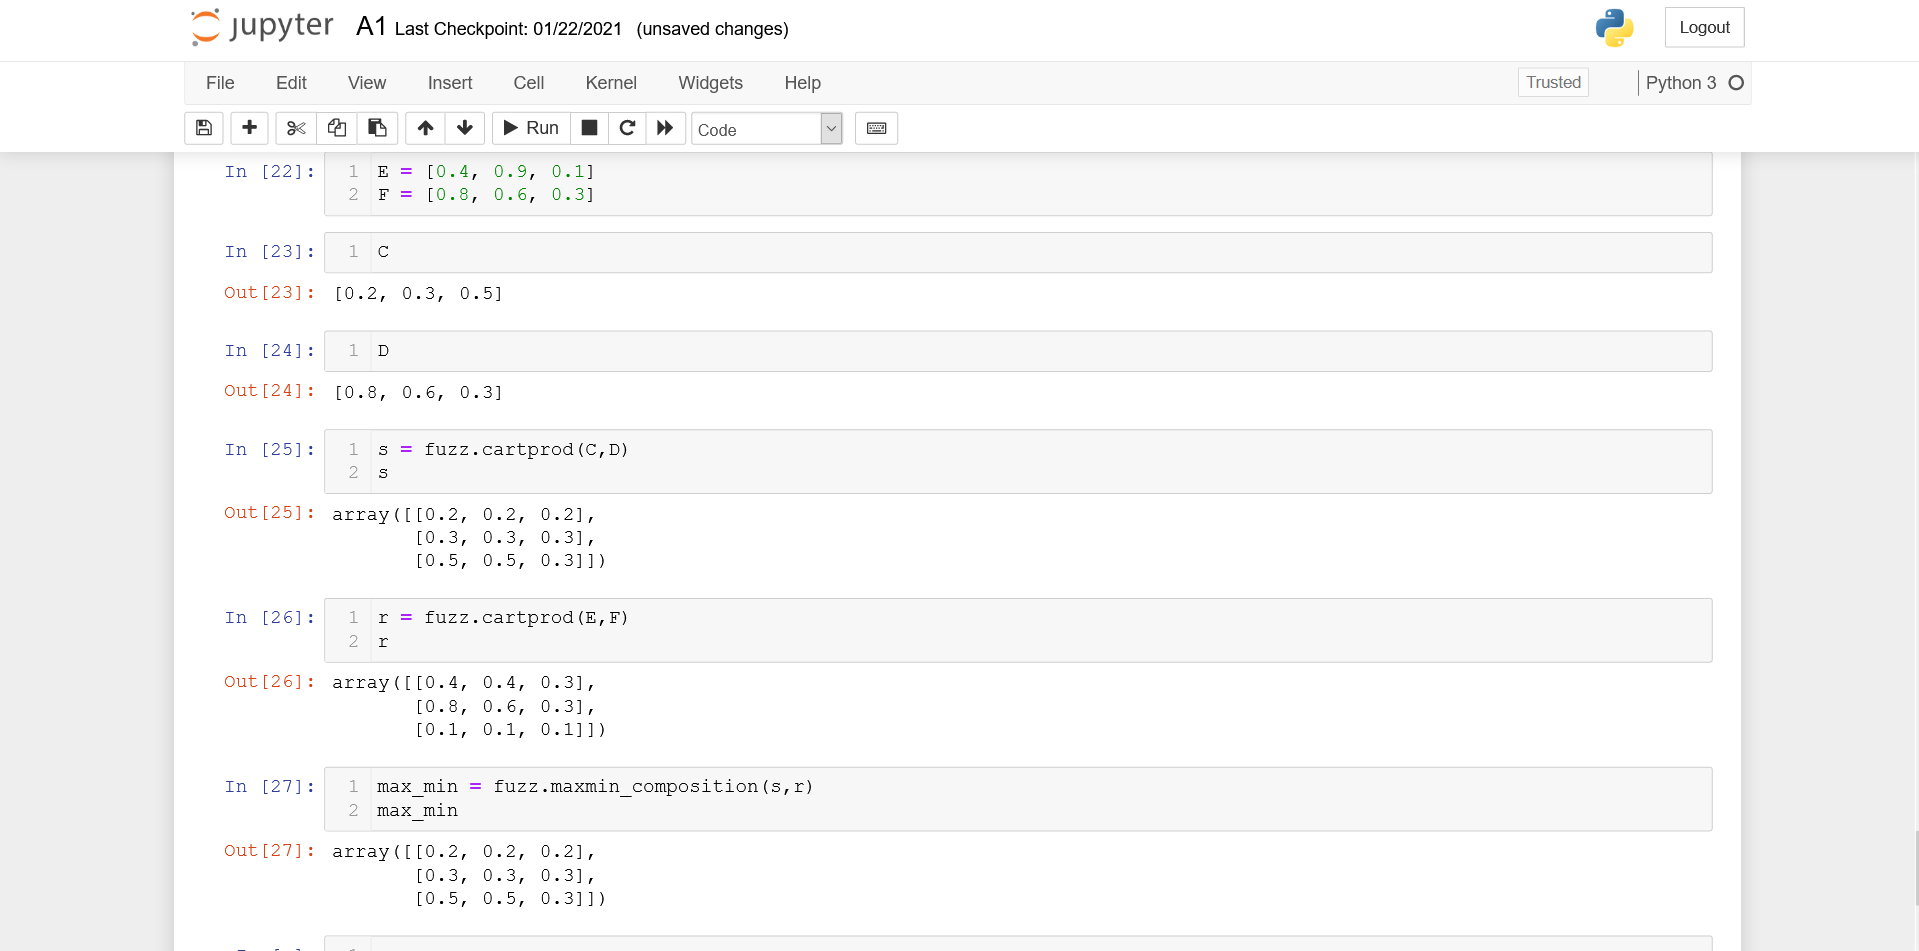 jupyter A1 Last Checkpoint: 01/22/2021 (unsaved changes) Logout
File Edit View Insert Cell Kernel Widgets Help Trusted Python 3
Run Code
In [22]: 1 E = [0.4, 0.9, 0.1]
2 F = [0.8, 0.6, 0.3]
In [23]: 1 C
Out[23]: [0.2, 0.3, 0.5]
In [24]: 1 D
Out[24]: [0.8, 0.6, 0.3]
In [25]: 1 s = fuzz.cartprod(C,D)
2 s
Out[25]: array([[0.2, 0.2, 0.2],
[0.3, 0.3, 0.3],
[0.5, 0.5, 0.3]])
In [26]: 1 r = fuzz.cartprod(E,F)
2 r
Out[26]: array([[0.4, 0.4, 0.3],
[0.8, 0.6, 0.3],
[0.1, 0.1, 0.1]])
In [27]: 1 max_min = fuzz.maxmin_composition(s,r)
2 max_min
Out[27]: array([[0.2, 0.2, 0.2],
[0.3, 0.3, 0.3],
[0.5, 0.5, 0.3]])